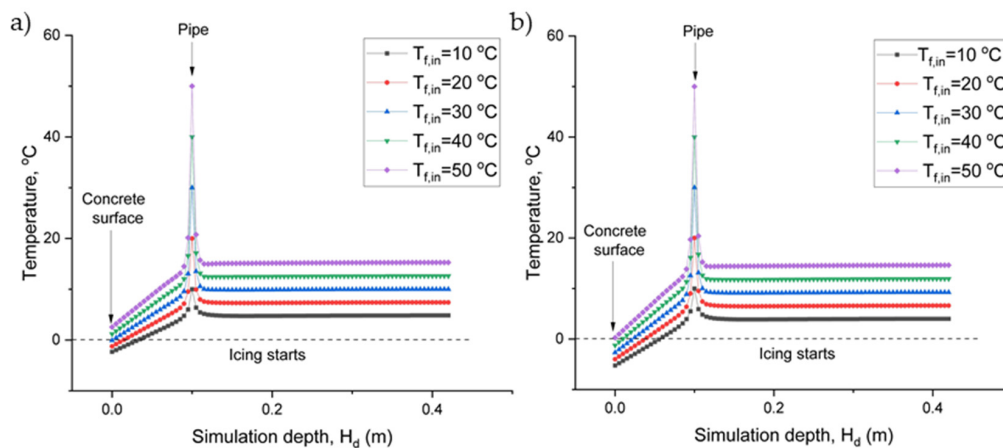 a)
Pipe
T_f,in=10 °C
T_f,in=20 °C
T_f,in=30 °C
T_f,in=40 °C
T_f,in=50 °C
Concrete
surface
Icing starts
Temperature, °C
60
40
20
0
0.0
0.2
0.4
Simulation depth, H_d (m)
b)
Pipe
T_f,in=10 °C
T_f,in=20 °C
T_f,in=30 °C
T_f,in=40 °C
T_f,in=50 °C
Concrete
surface
Icing starts
Temperature, °C
60
40
20
0
0.0
0.2
0.4
Simulation depth, H_d (m)